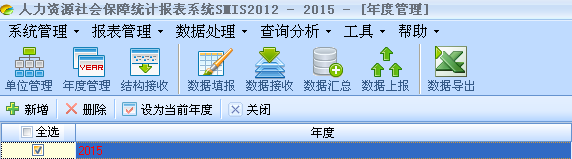 人力资源社会保障统计报表系统SMIS2012 - 2015 - [年度管理]
系统管理 报表管理 数据处理 查询分析 工具 帮助
YEAR
单位管理 年度管理 结构接收 数据填报 数据接收 数据汇总 数据上报 数据导出
新增 删除 设为当前年度 关闭
全选 年度
2015